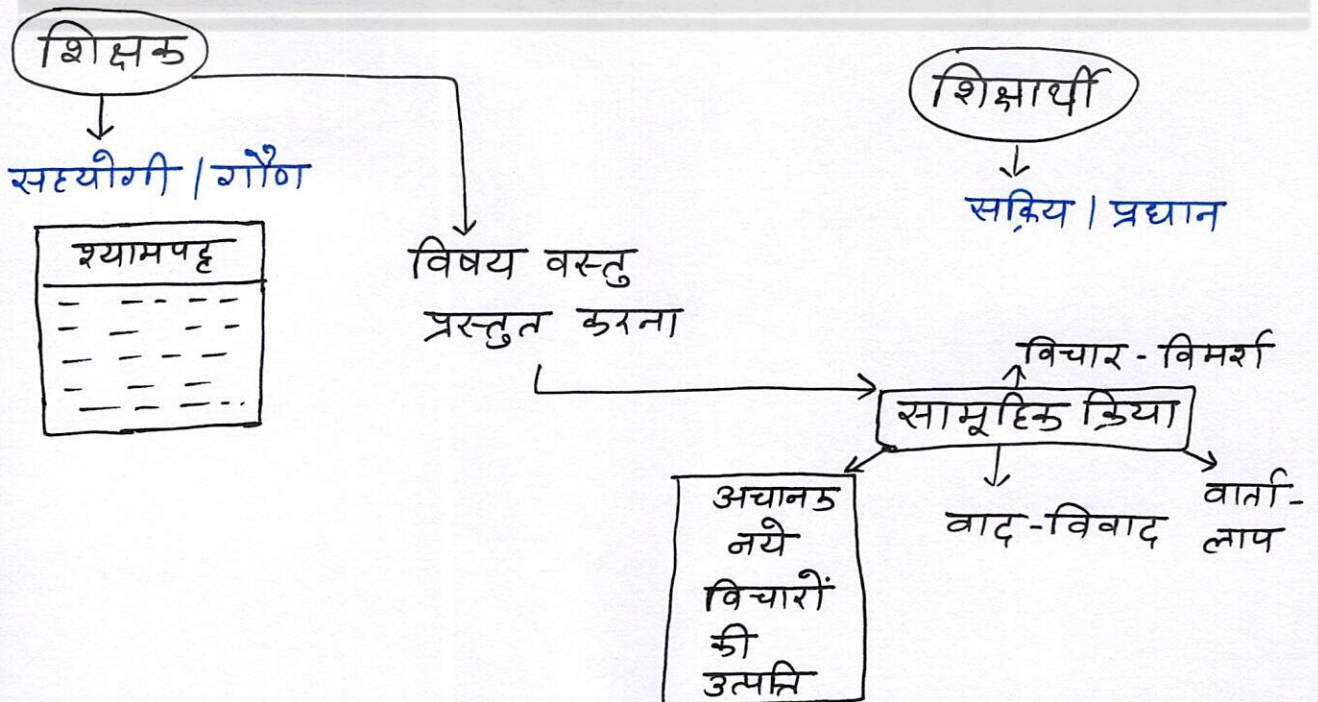 शिक्षक
सहयोगी / गौण
श्यामपट्ट
विषय वस्तु
प्रस्तुत करना
शिक्षार्थी
सक्रिय / प्रधान
विचार - विमर्श
सामूहिक क्रिया
अचानक
नये
विचारों
की
उत्पत्ति
वाद - विवाद
वार्ता-
लाप